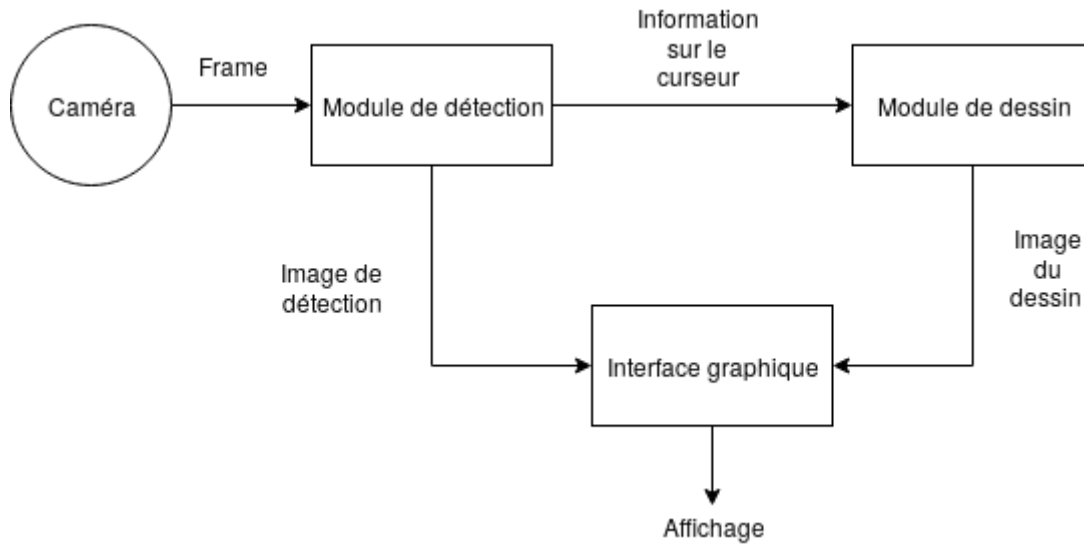 Information
sur le
curseur
Frame
Caméra
Module de détection
Module de dessin
Image de
détection
Image
du
dessin
Interface graphique
Affichage